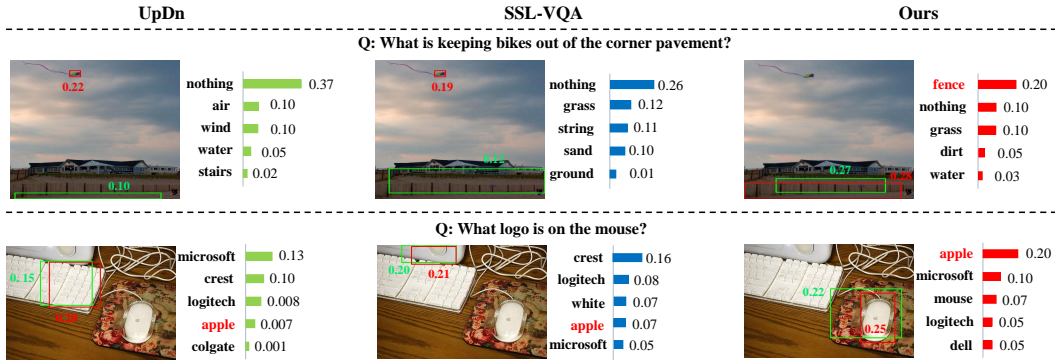 UpDn SSL-VQA Ours
Q: What is keeping bikes out of the corner pavement?
0.22
0.10
nothing 0.37
air 0.10
wind 0.10
water 0.05
stairs 0.02
0.19
nothing 0.26
grass 0.12
string 0.11
sand 0.10
ground 0.01
0.27
0.28
fence 0.20
nothing 0.10
grass 0.10
dirt 0.05
water 0.03
Q: What logo is on the mouse?
0. 15
microsoft 0.13
crest 0.10
logitech 0.008
apple 0.007
colgate 0.001
0.20
0.21
crest 0.16
logitech 0.08
white 0.07
apple 0.07
microsoft 0.05
0.22
0.25
apple 0.20
microsoft 0.10
mouse 0.07
logitech 0.05
dell 0.05